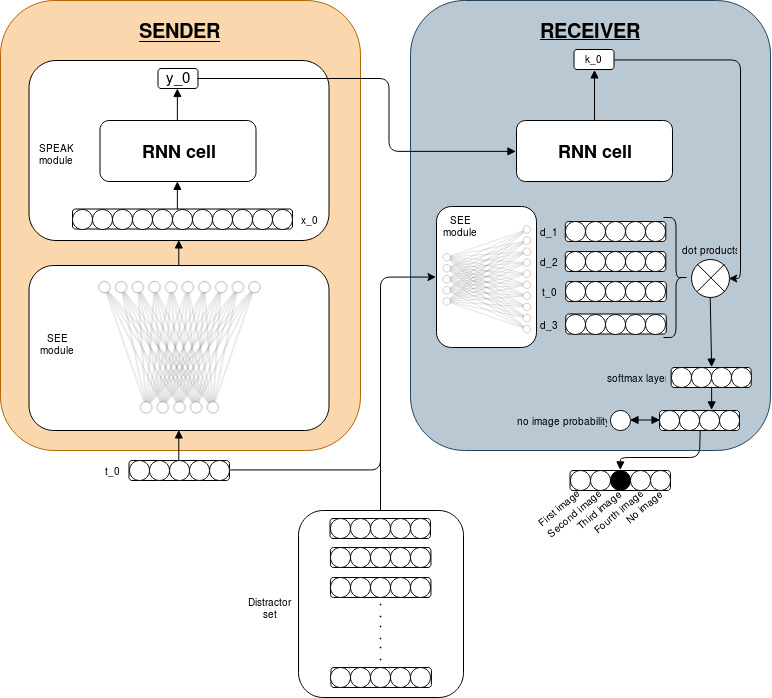 SENDER
y_0
SPEAK
module
RNN cell
x_0
SEE
module
t_0
RECEIVER
k_0
RNN cell
SEE
module
d_1
d_2
t_0
d_3
dot products
softmax layer
no image probability
First image
Second image
Third image
Fourth image
No image
Distractor
set